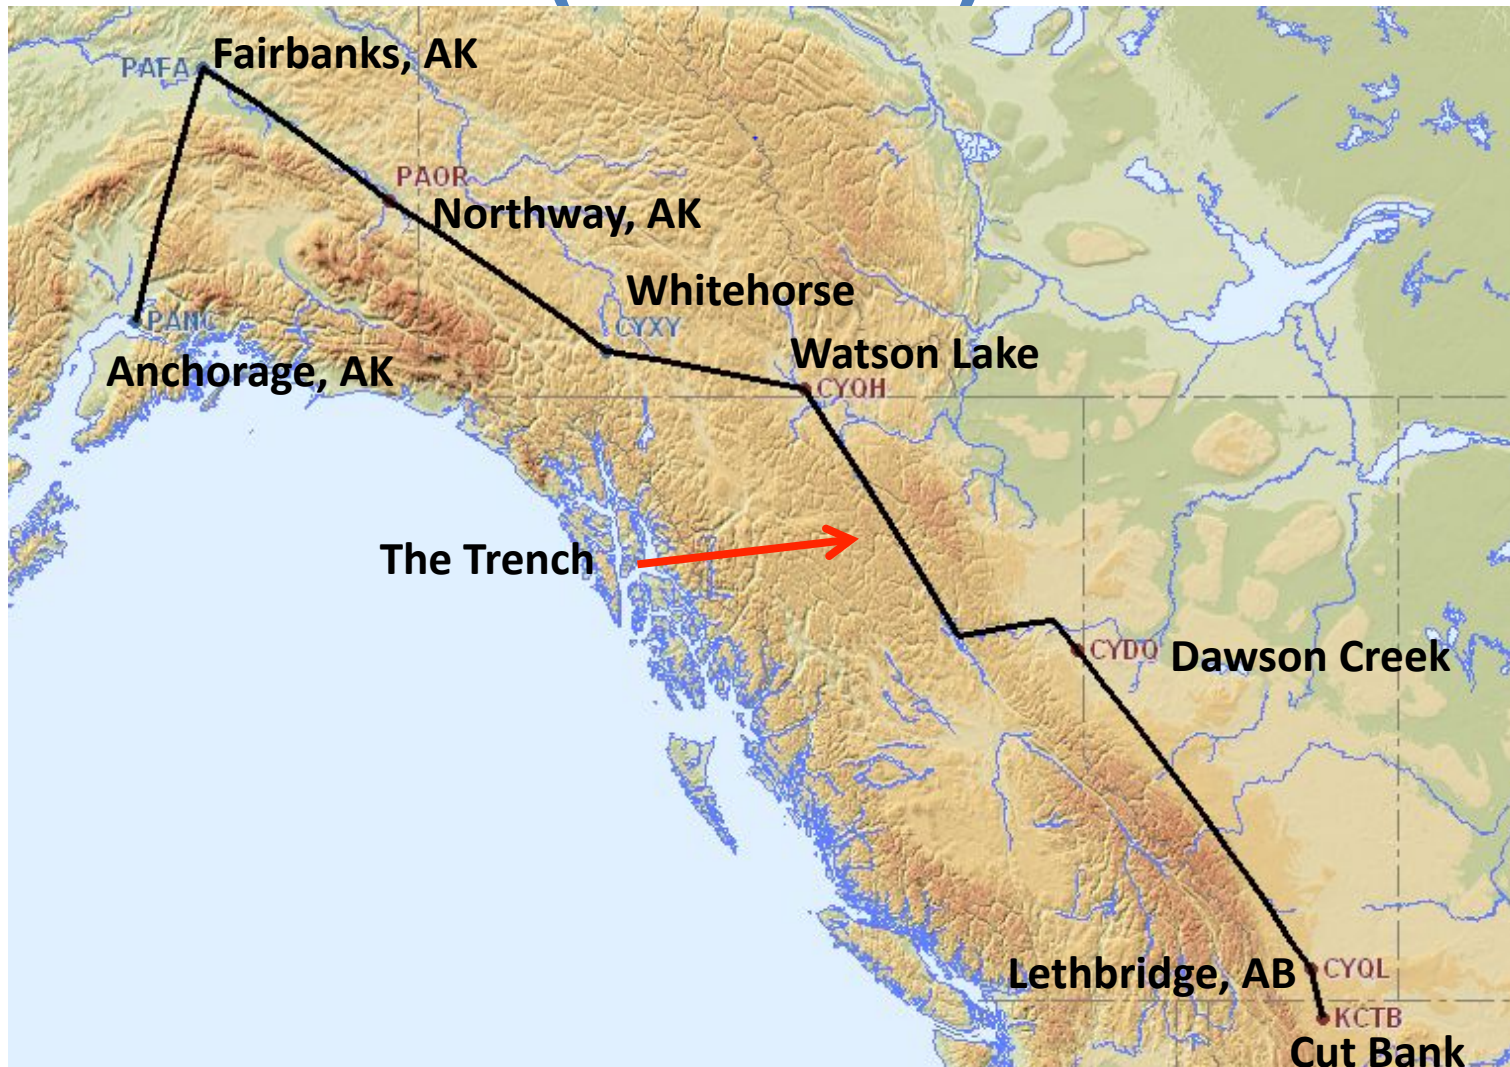 Fairbanks, AK
PAFA
PAOR
Northway, AK
Whitehorse
PANC
CYXY
Watson Lake
Anchorage, AK
CYQH
The Trench
CYDQ
Dawson Creek
Lethbridge, AB
CYQL
KCTB
Cut Bank